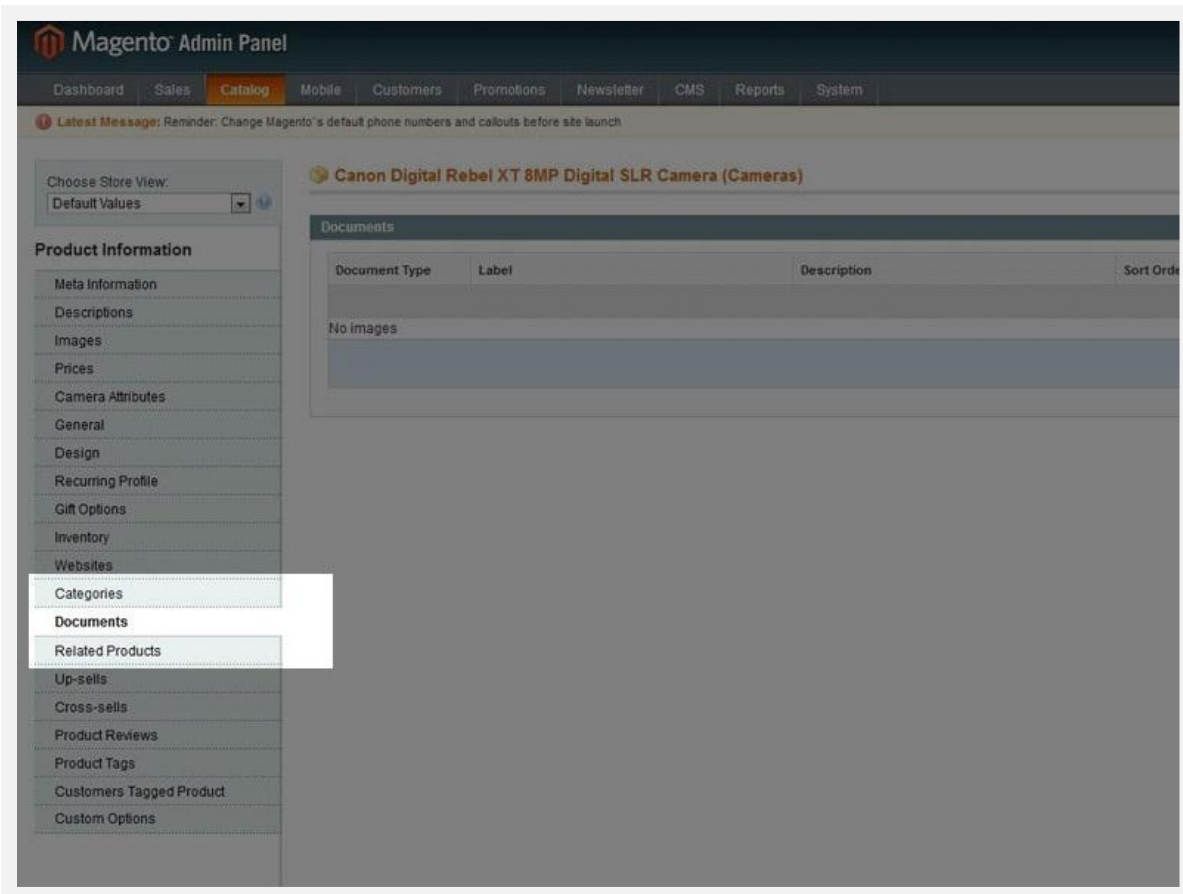 Magento Admin Panel
Dashboard Sales Catalog Mobile Customers Promotions Newsletter CMS Reports System
Latest Message: Reminder: Change Magento's default phone numbers and callouts before site launch
Choose Store View:
Default Values
Product Information
Meta Information
Descriptions
Images
Prices
Camera Attributes
General
Design
Recurring Profile
Gift Options
Inventory
Websites
Categories
Documents
Related Products
Up-sells
Cross-sells
Product Reviews
Product Tags
Customers Tagged Product
Custom Options
Canon Digital Rebel XT 8MP Digital SLR Camera (Cameras)
Documents
Document Type Label Description Sort Orde
No images